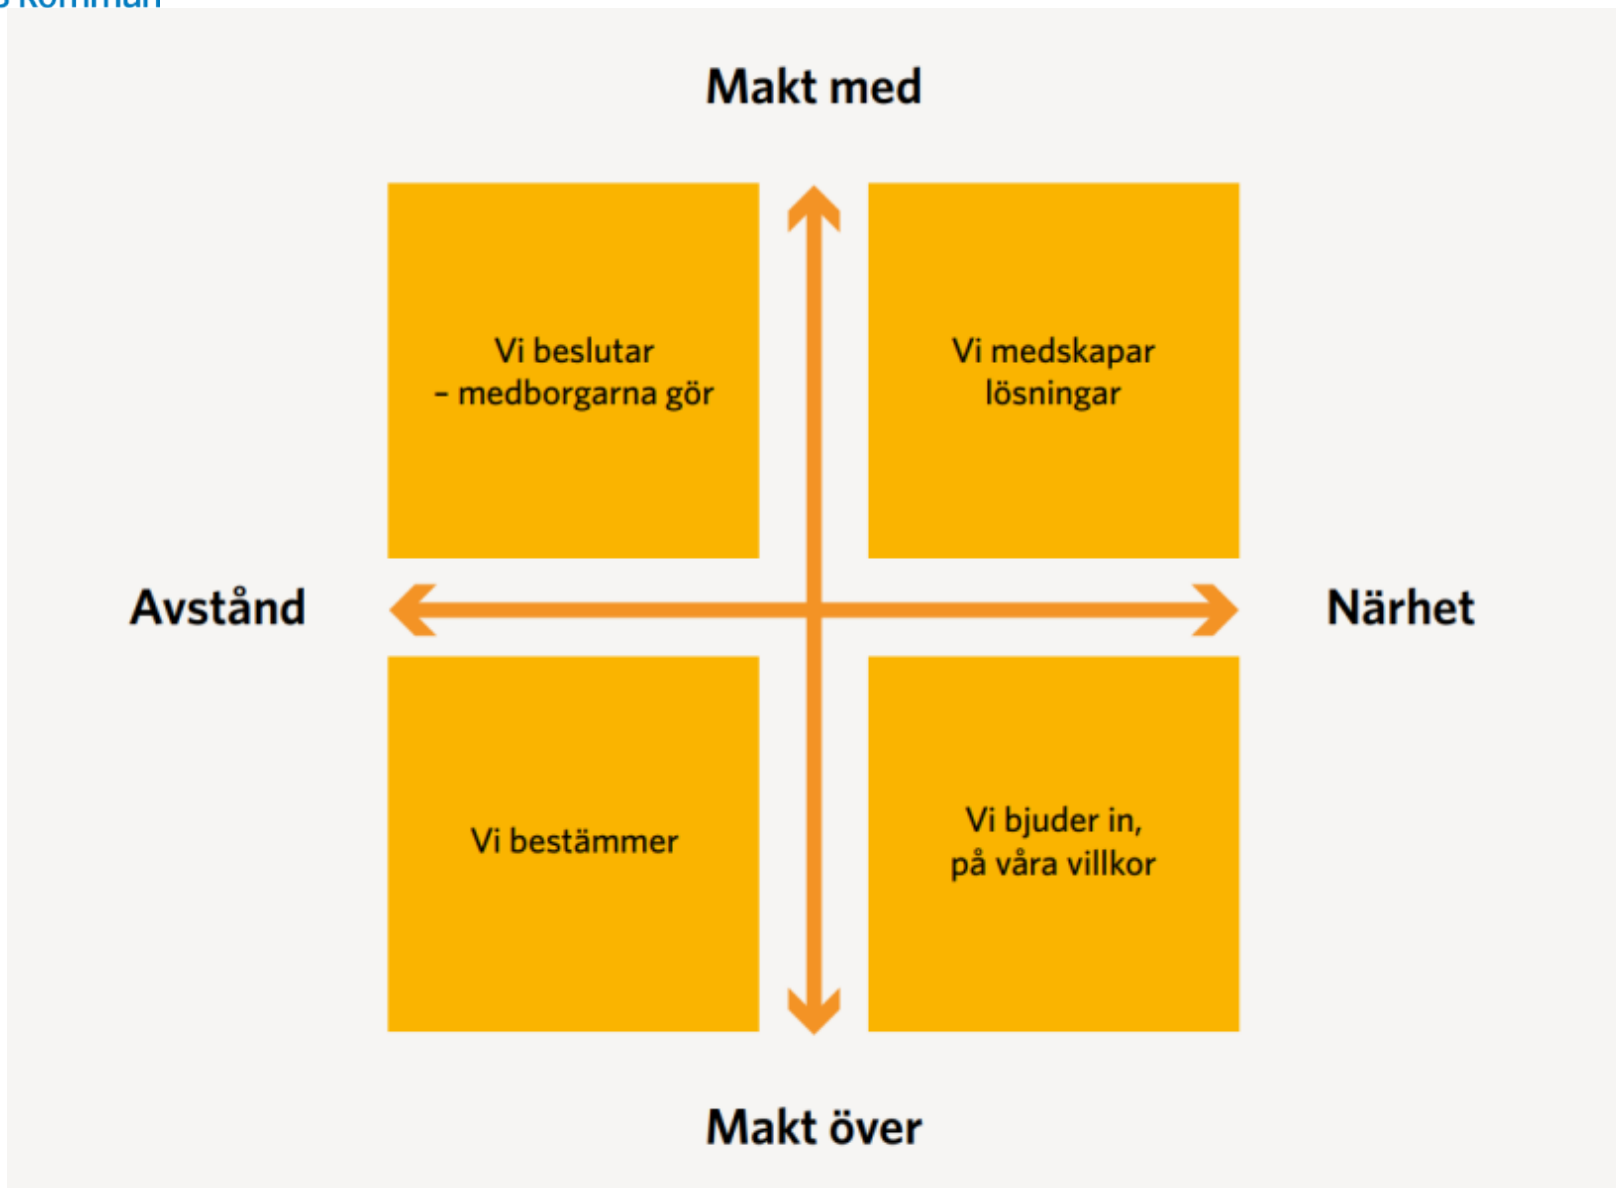 kommun
Makt med
Vi beslutar
– medborgarna gör
Vi medskapar
lösningar
Avstånd
Närhet
Vi bestämmer
Vi bjuder in,
på våra villkor
Makt över